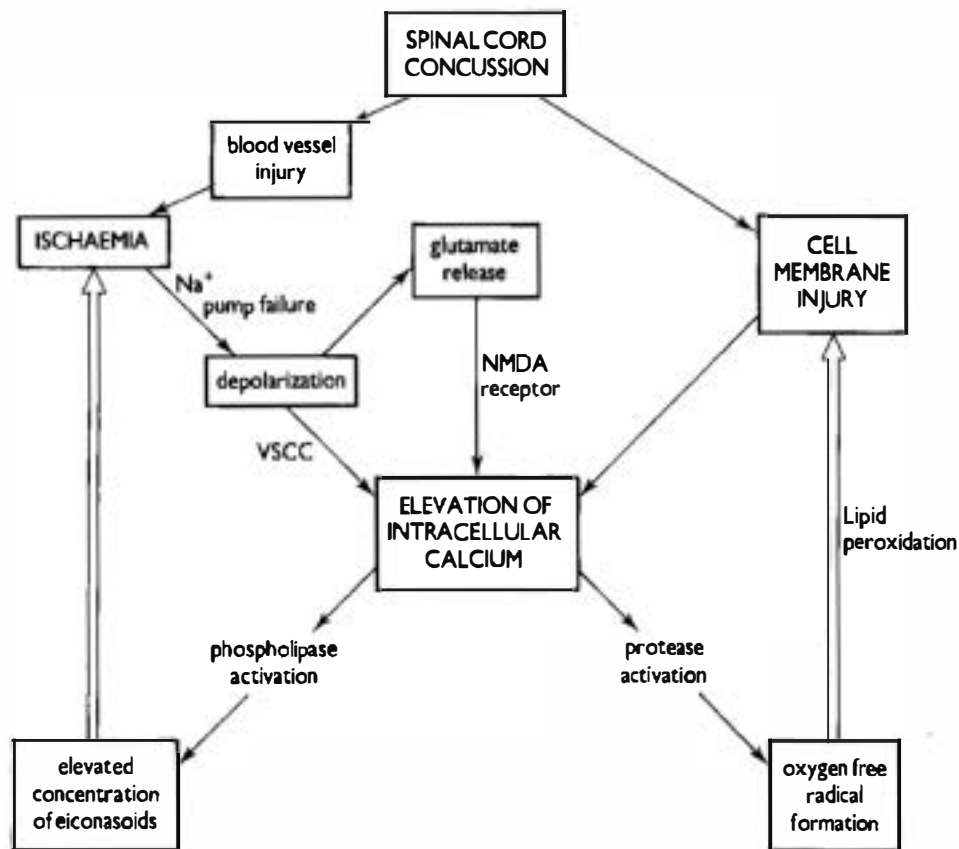 SPINAL CORD
CONCUSSION
blood vessel
injury
ISCHAEMIA
glutamate
release
CELL
MEMBRANE
INJURY
Na⁺
pump failure
NMDA
receptor
depolarization
VSCC
ELEVATION OF
INTRACELLULAR
CALCIUM
Lipid
peroxidation
phospholipase
activation
protease
activation
elevated
concentration
of eiconasoids
oxygen free
radical
formation